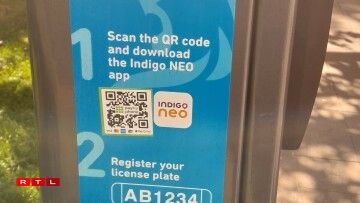 1
Scan the QR code
and download
the Indigo NEO
app
INDIGO
neo
2
Register your
license plate
AB1234
RTL